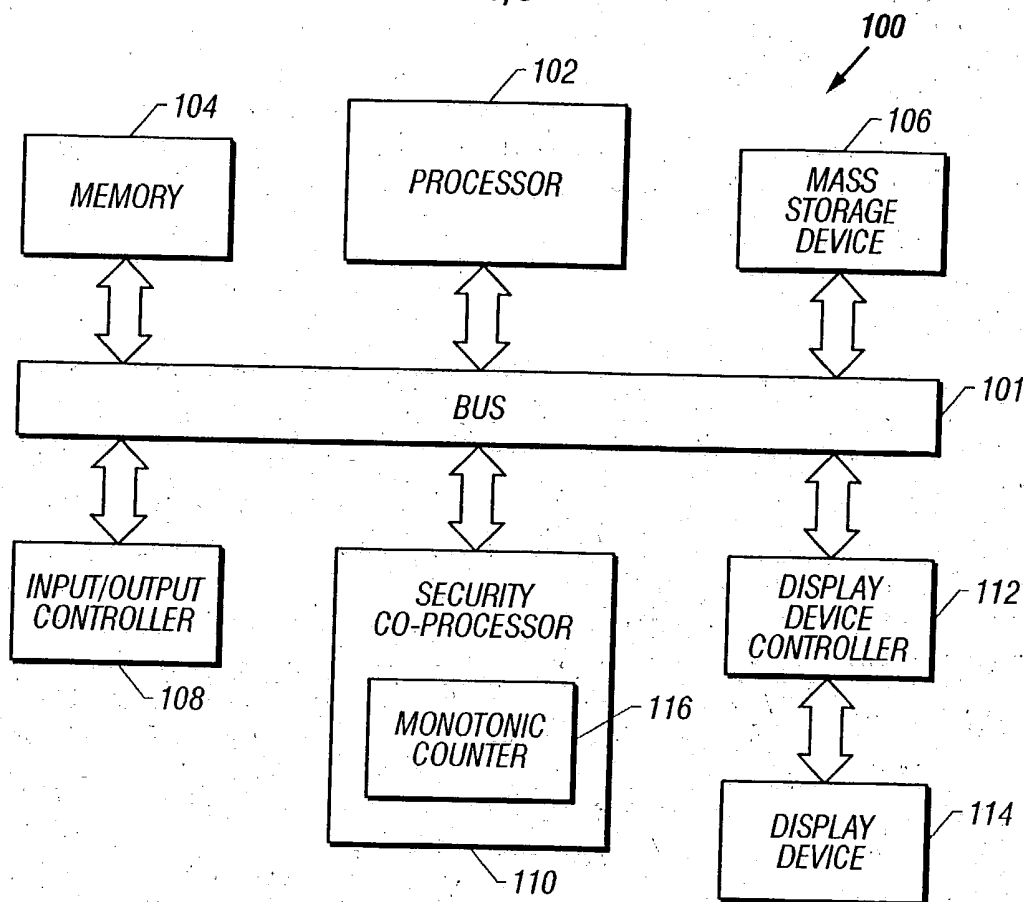 100
102
104
106
MEMORY
PROCESSOR
MASS
STORAGE
DEVICE
BUS
101
INPUT/OUTPUT
CONTROLLER
108
SECURITY
CO-PROCESSOR
MONOTONIC
COUNTER
116
110
DISPLAY
DEVICE
CONTROLLER
112
DISPLAY
DEVICE
114